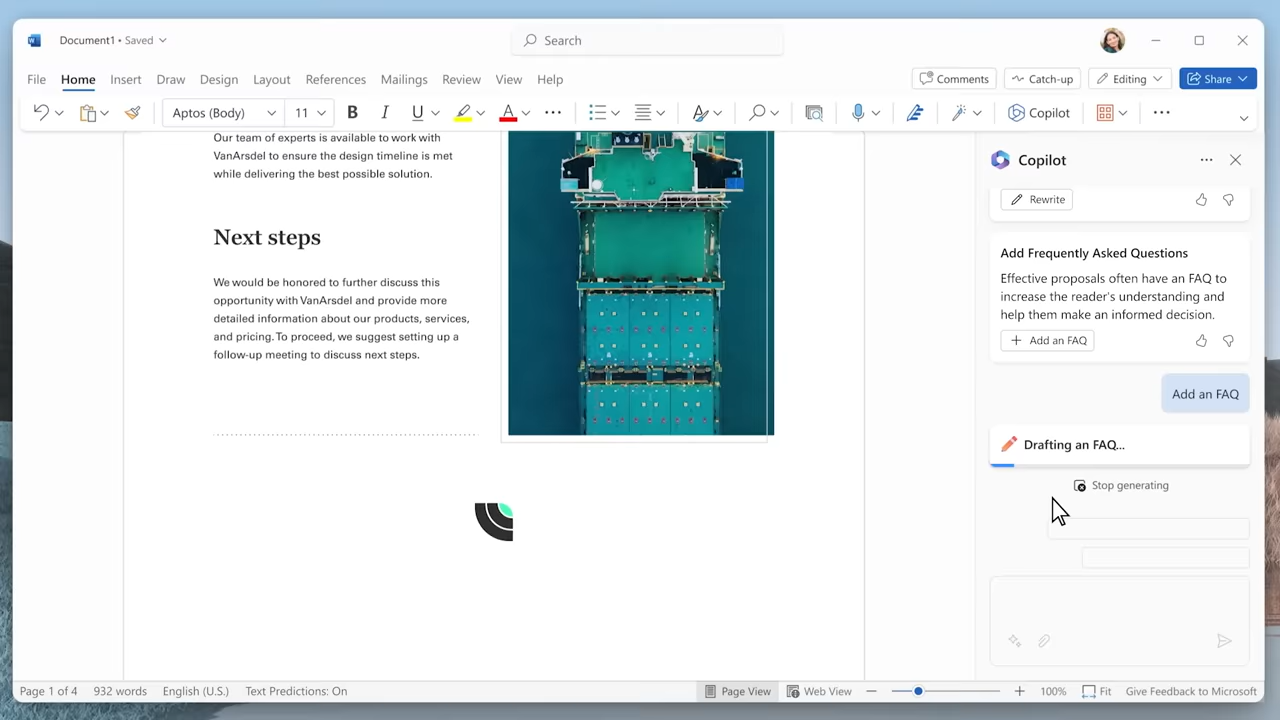 Document1 • Saved
Search
File Home Insert Draw Design Layout References Mailings Review View Help
Comments Catch-up Editing Share
Aptos (Body) 11 B I U A Copilot
Our team of experts is available to work with
VanArsdel to ensure the design timeline is met
while delivering the best possible solution.
Next steps
We would be honored to further discuss this
opportunity with VanArsdel and provide more
detailed information about our products, services,
and pricing. To proceed, we suggest setting up a
follow-up meeting to discuss next steps.
Copilot
Rewrite
Add Frequently Asked Questions
Effective proposals often have an FAQ to
increase the reader's understanding and
help them make an informed decision.
+ Add an FAQ
Add an FAQ
Drafting an FAQ...
Stop generating
Page 1 of 4 932 words English (U.S.) Text Predictions: On Page View Web View 100% Fit Give Feedback to Microsoft